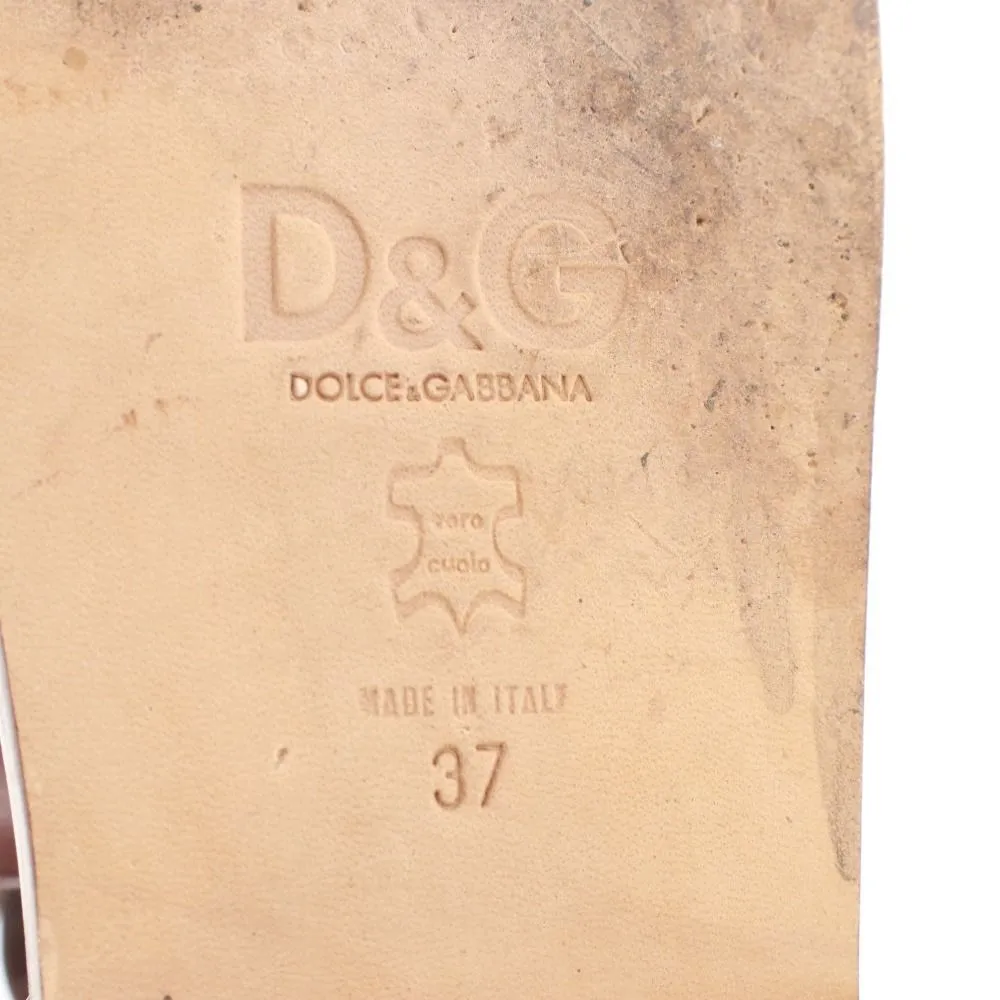 D&G
DOLCE&GABBANA
vero
cuoio
MADE IN ITALY
37